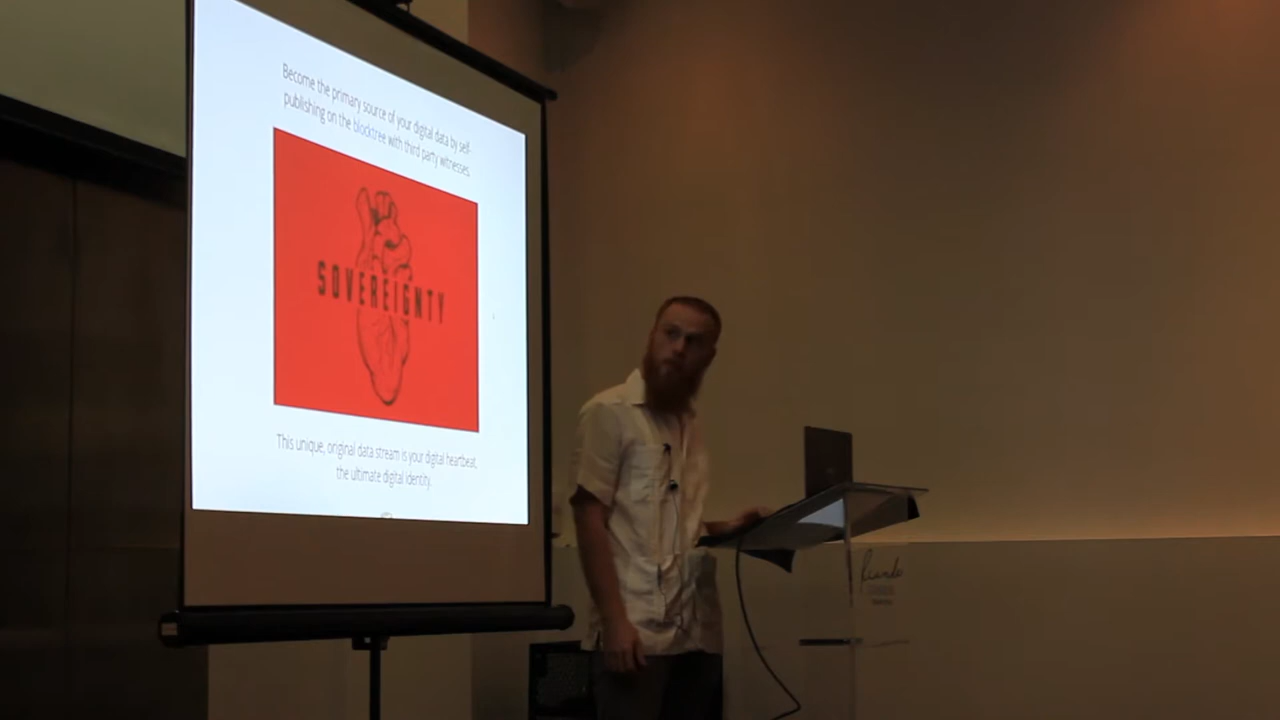 Become the primary source of your digital data by self-
publishing on the blocktree with third party witnesses.
SOVEREIGNTY
This unique, original data stream is your digital heartbeat,
the ultimate digital identity.